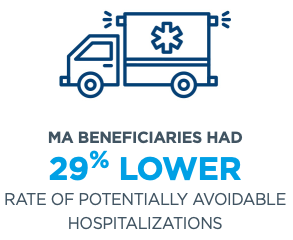 MA BENEFICIARIES HAD
29% LOWER
RATE OF POTENTIALLY AVOIDABLE
HOSPITALIZATIONS